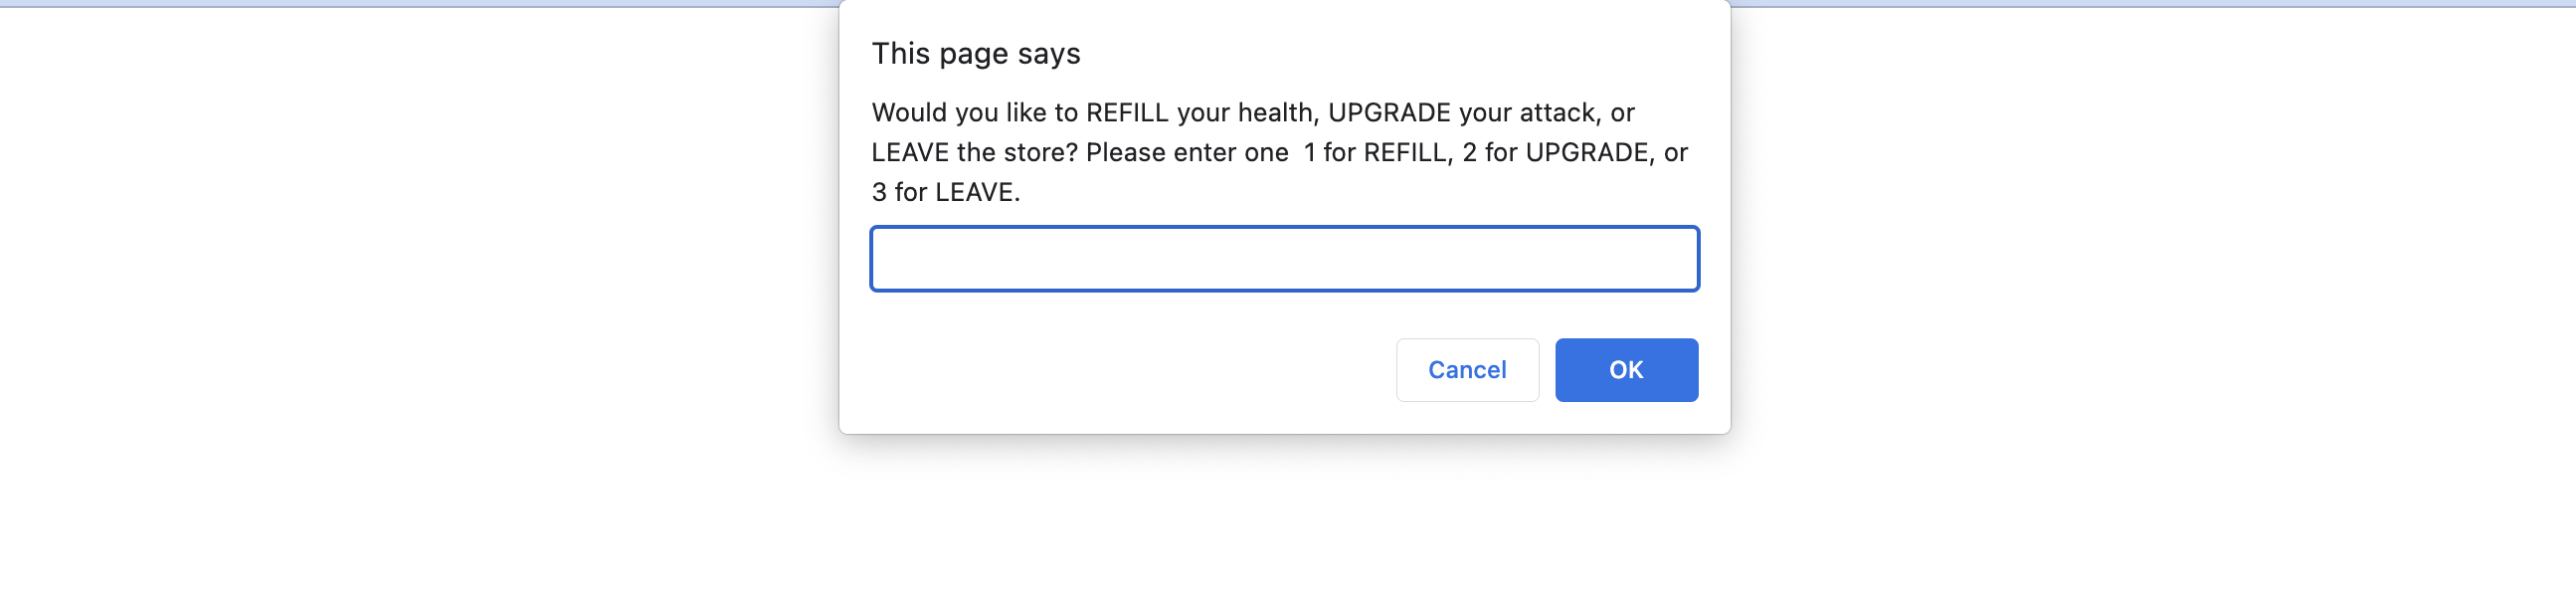 This page says
Would you like to REFILL your health, UPGRADE your attack, or
LEAVE the store? Please enter one  1 for REFILL, 2 for UPGRADE, or
3 for LEAVE.
Cancel
OK